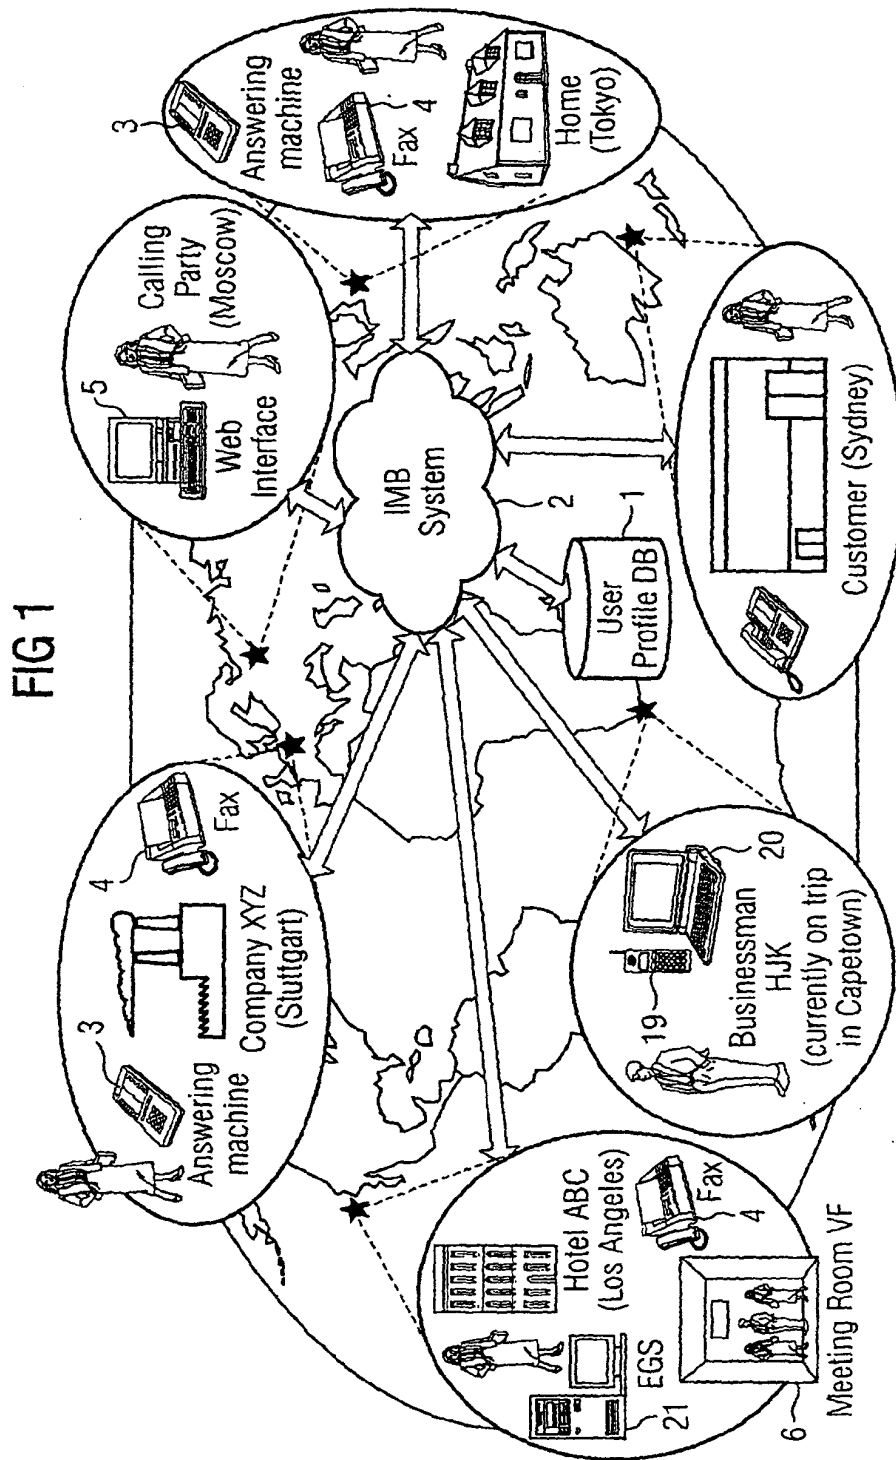 FIG 1
3
Answering
machine
Fax
4
Home
(Tokyo)
5
Web
Interface
Calling
Party
(Moscow)
IMB
System
2
1
User
Profile DB
Customer (Sydney)
4
Fax
Company XYZ
(Stuttgart)
3
Answering
machine
19
20
Businessman
HJK
(currently on trip
in Capetown)
Hotel ABC
(Los Angeles)
EGS
21
Fax
4
6
Meeting Room VF